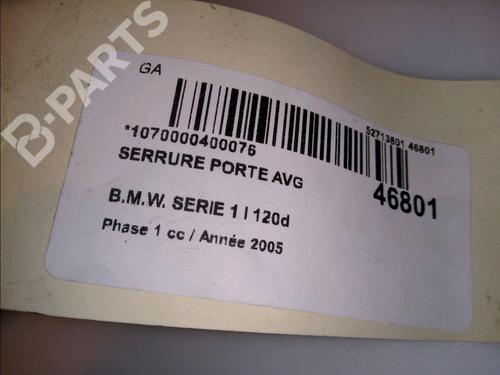 B-PARTS
GA
52713801 46801
*1070000400076
SERRURE PORTE AVG
46801
B.M.W. SERIE 1 I 120d
Phase 1 cc / Année 2005